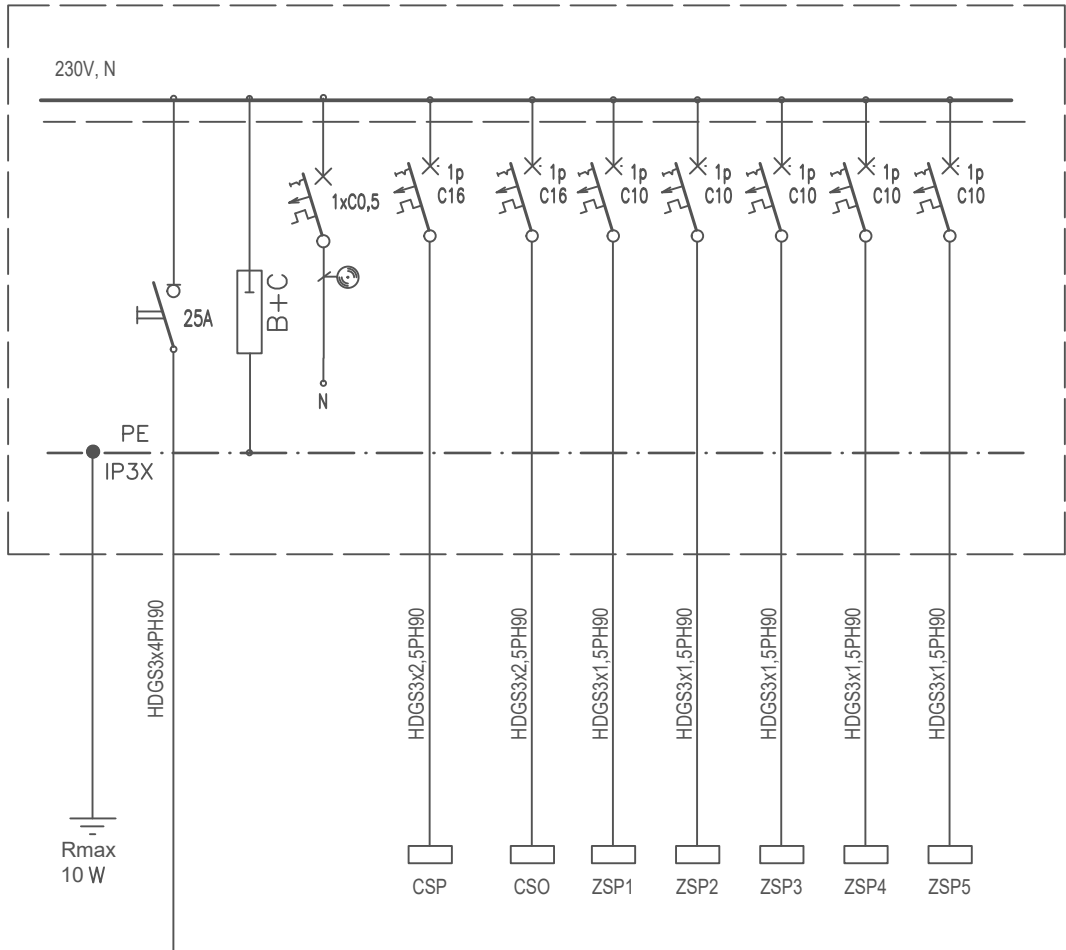 230V, N
1xC0,5
1p
C16
1p
C16
1p
C10
1p
C10
1p
C10
1p
C10
1p
C10
25A
B+C
N
PE
IP3X
HDGS3x4PH90
HDGS3x2,5PH90
HDGS3x2,5PH90
HDGS3x1,5PH90
HDGS3x1,5PH90
HDGS3x1,5PH90
HDGS3x1,5PH90
HDGS3x1,5PH90
Rmax
10 W
CSP
CSO
ZSP1
ZSP2
ZSP3
ZSP4
ZSP5